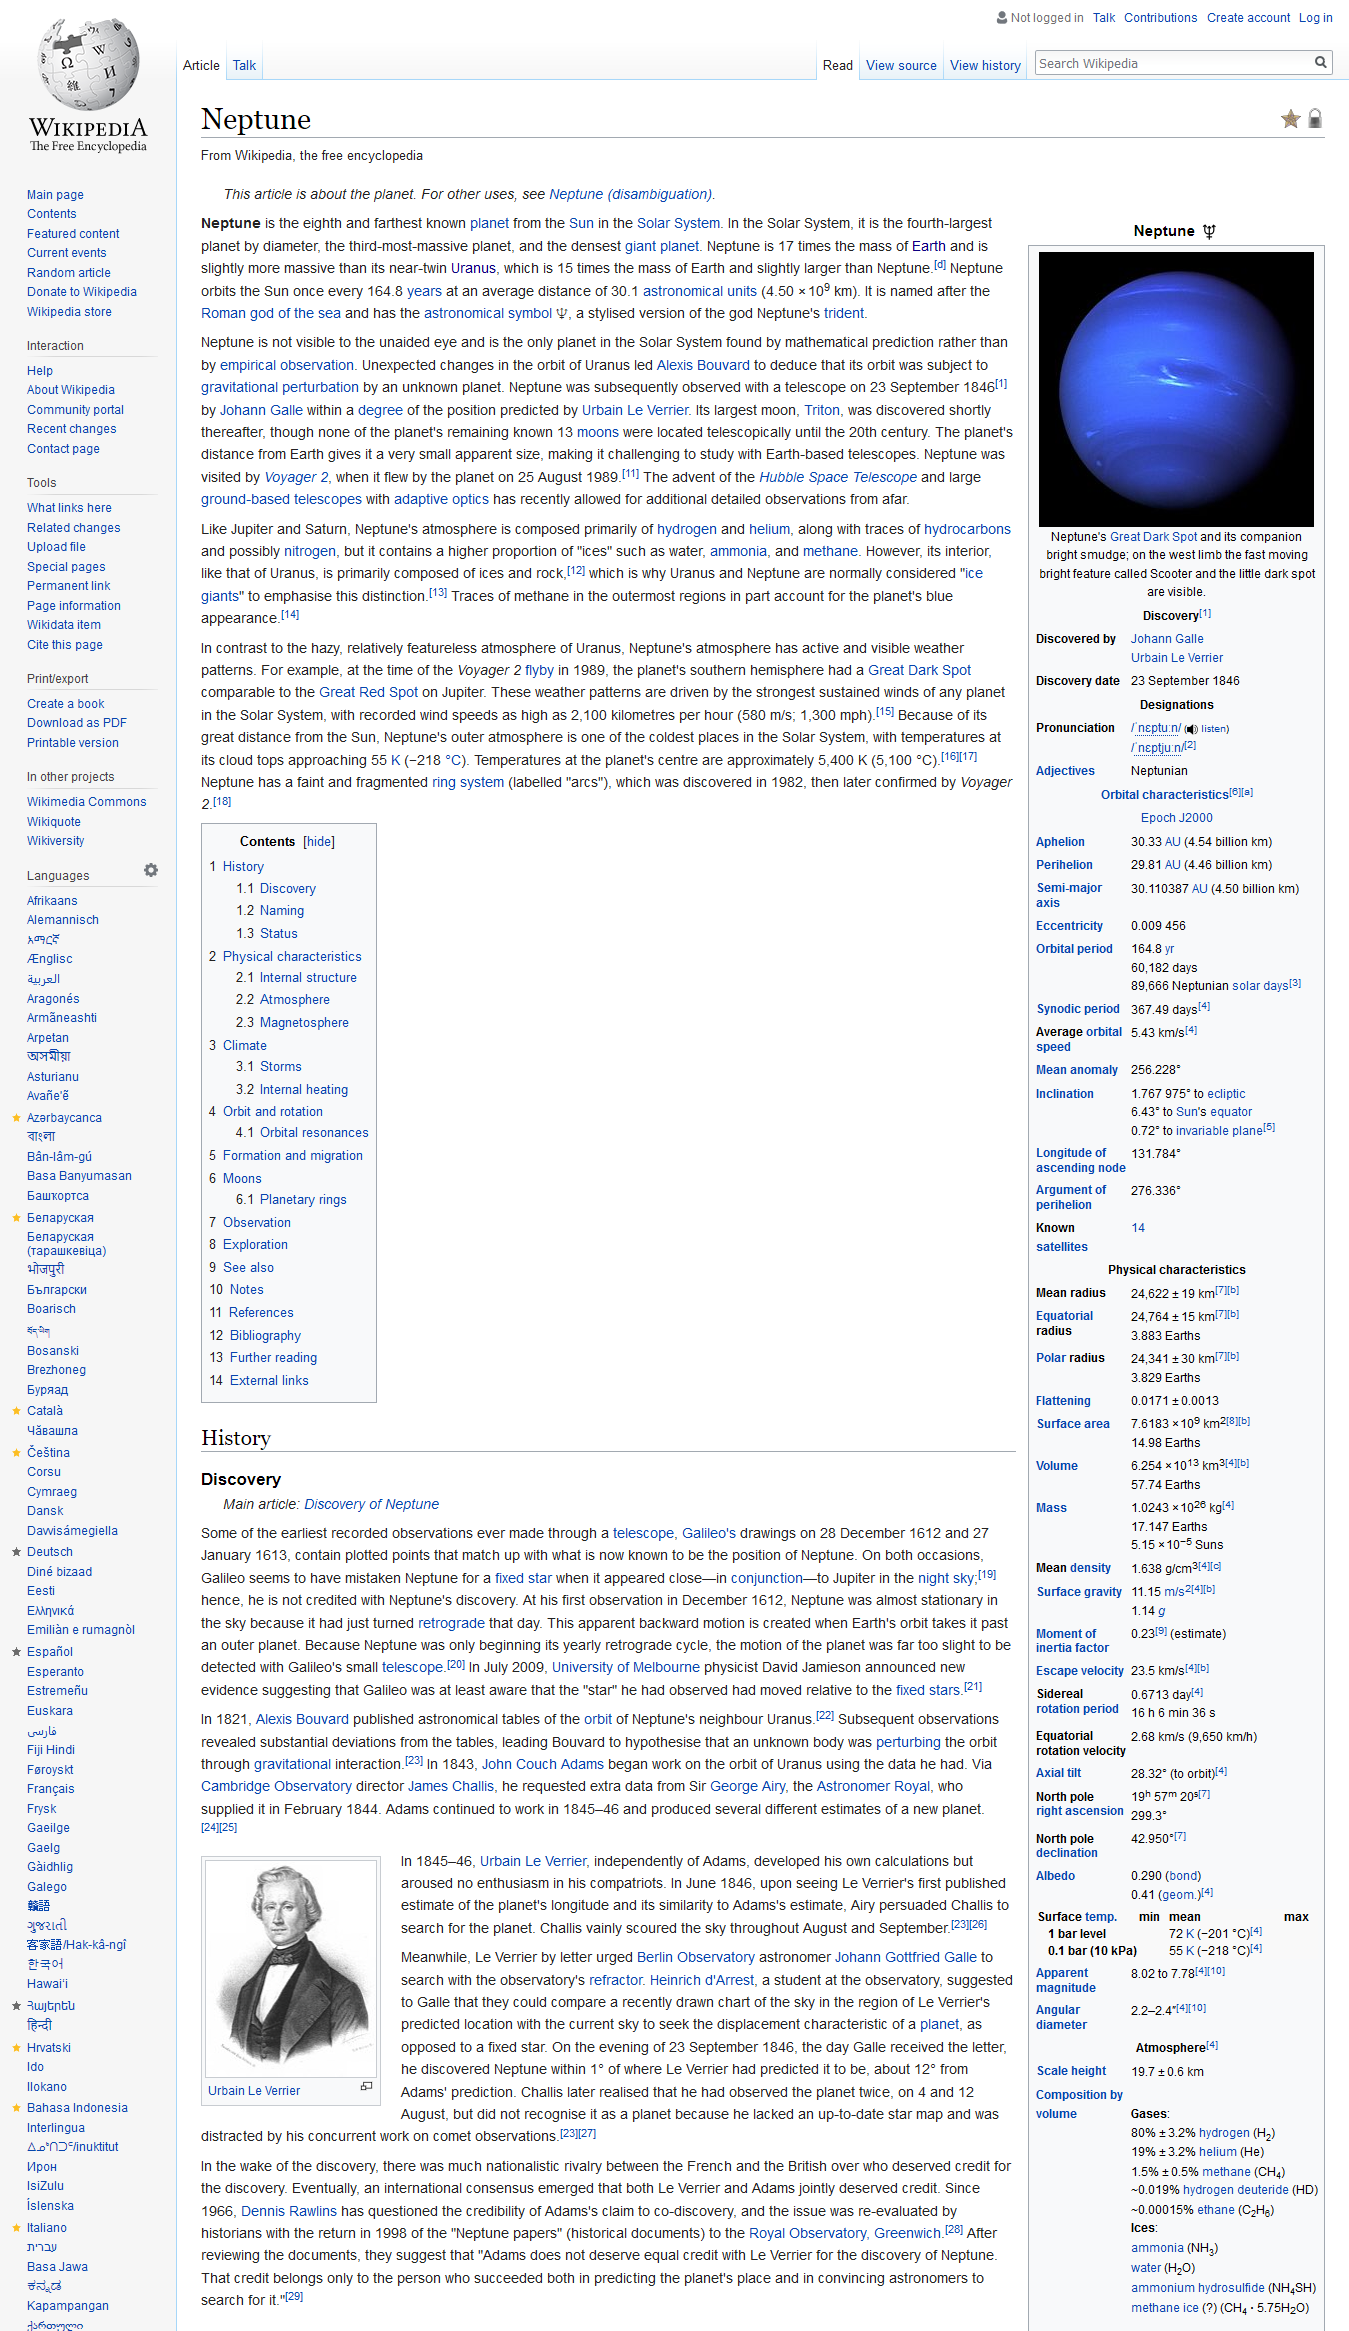 Not logged in Talk Contributions Create account Log in
Article Talk
Read View source View history Search Wikipedia
WIKIPEDIA
The Free Encyclopedia
Main page
Contents
Featured content
Current events
Random article
Donate to Wikipedia
Wikipedia store
Interaction
Help
About Wikipedia
Community portal
Recent changes
Contact page
Tools
What links here
Related changes
Upload file
Special pages
Permanent link
Page information
Wikidata item
Cite this page
Print/export
Create a book
Download as PDF
Printable version
In other projects
Wikimedia Commons
Wikiquote
Wikiversity
Languages
Afrikaans
Alemannisch
አማርኛ
Ænglisc
العربية
Aragonés
Armãneashti
Arpetan
অসমীয়া
Asturianu
Avañe'ẽ
Azərbaycanca
বাংলা
Bân-lâm-gú
Basa Banyumasan
Башҡортса
Беларуская
Беларуская
(тарашкевіца)
भोजपुरी
Български
Boarisch
བོད་ཡིག
Bosanski
Brezhoneg
Буряад
Català
Чӑвашла
Čeština
Corsu
Cymraeg
Dansk
Davvisámegiella
Deutsch
Diné bizaad
Eesti
Ελληνικά
Emiliàn e rumagnòl
Español
Esperanto
Estremeñu
Euskara
فارسی
Fiji Hindi
Føroyskt
Français
Frysk
Gaeilge
Gaelg
Gàidhlig
Galego
贛語
ગુજરાતી
客家語/Hak-kâ-ngî
한국어
Hawai‘i
Հայերեն
हिन्दी
Hrvatski
Ido
Ilokano
Bahasa Indonesia
Interlingua
ᐃᓄᒃᑎᑐᑦ/inuktitut
Ирон
IsiZulu
Íslenska
Italiano
עברית
Basa Jawa
ಕನ್ನಡ
Kapampangan
ქართული
Neptune
From Wikipedia, the free encyclopedia
This article is about the planet. For other uses, see Neptune (disambiguation).
Neptune is the eighth and farthest known planet from the Sun in the Solar System. In the Solar System, it is the fourth-largest
planet by diameter, the third-most-massive planet, and the densest giant planet. Neptune is 17 times the mass of Earth and is
slightly more massive than its near-twin Uranus, which is 15 times the mass of Earth and slightly larger than Neptune.[d] Neptune
orbits the Sun once every 164.8 years at an average distance of 30.1 astronomical units (4.50 × 10⁹ km). It is named after the
Roman god of the sea and has the astronomical symbol ♆, a stylised version of the god Neptune's trident.
Neptune is not visible to the unaided eye and is the only planet in the Solar System found by mathematical prediction rather than
by empirical observation. Unexpected changes in the orbit of Uranus led Alexis Bouvard to deduce that its orbit was subject to
gravitational perturbation by an unknown planet. Neptune was subsequently observed with a telescope on 23 September 1846[1]
by Johann Galle within a degree of the position predicted by Urbain Le Verrier. Its largest moon, Triton, was discovered shortly
thereafter, though none of the planet's remaining known 13 moons were located telescopically until the 20th century. The planet's
distance from Earth gives it a very small apparent size, making it challenging to study with Earth-based telescopes. Neptune was
visited by Voyager 2, when it flew by the planet on 25 August 1989.[11] The advent of the Hubble Space Telescope and large
ground-based telescopes with adaptive optics has recently allowed for additional detailed observations from afar.
Like Jupiter and Saturn, Neptune's atmosphere is composed primarily of hydrogen and helium, along with traces of hydrocarbons
and possibly nitrogen, but it contains a higher proportion of "ices" such as water, ammonia, and methane. However, its interior,
like that of Uranus, is primarily composed of ices and rock,[12] which is why Uranus and Neptune are normally considered "ice
giants" to emphasise this distinction.[13] Traces of methane in the outermost regions in part account for the planet's blue
appearance.[14]
In contrast to the hazy, relatively featureless atmosphere of Uranus, Neptune's atmosphere has active and visible weather
patterns. For example, at the time of the Voyager 2 flyby in 1989, the planet's southern hemisphere had a Great Dark Spot
comparable to the Great Red Spot on Jupiter. These weather patterns are driven by the strongest sustained winds of any planet
in the Solar System, with recorded wind speeds as high as 2,100 kilometres per hour (580 m/s; 1,300 mph).[15] Because of its
great distance from the Sun, Neptune's outer atmosphere is one of the coldest places in the Solar System, with temperatures at
its cloud tops approaching 55 K (−218 °C). Temperatures at the planet's centre are approximately 5,400 K (5,100 °C).[16][17]
Neptune has a faint and fragmented ring system (labelled "arcs"), which was discovered in 1982, then later confirmed by Voyager
2.[18]
Contents [hide]
1 History
1.1 Discovery
1.2 Naming
1.3 Status
2 Physical characteristics
2.1 Internal structure
2.2 Atmosphere
2.3 Magnetosphere
3 Climate
3.1 Storms
3.2 Internal heating
4 Orbit and rotation
4.1 Orbital resonances
5 Formation and migration
6 Moons
6.1 Planetary rings
7 Observation
8 Exploration
9 See also
10 Notes
11 References
12 Bibliography
13 Further reading
14 External links
History
Discovery
Main article: Discovery of Neptune
Some of the earliest recorded observations ever made through a telescope, Galileo's drawings on 28 December 1612 and 27
January 1613, contain plotted points that match up with what is now known to be the position of Neptune. On both occasions,
Galileo seems to have mistaken Neptune for a fixed star when it appeared close—in conjunction—to Jupiter in the night sky;[19]
hence, he is not credited with Neptune's discovery. At his first observation in December 1612, Neptune was almost stationary in
the sky because it had just turned retrograde that day. This apparent backward motion is created when Earth's orbit takes it past
an outer planet. Because Neptune was only beginning its yearly retrograde cycle, the motion of the planet was far too slight to be
detected with Galileo's small telescope.[20] In July 2009, University of Melbourne physicist David Jamieson announced new
evidence suggesting that Galileo was at least aware that the "star" he had observed had moved relative to the fixed stars.[21]
In 1821, Alexis Bouvard published astronomical tables of the orbit of Neptune's neighbour Uranus.[22] Subsequent observations
revealed substantial deviations from the tables, leading Bouvard to hypothesise that an unknown body was perturbing the orbit
through gravitational interaction.[23] In 1843, John Couch Adams began work on the orbit of Uranus using the data he had. Via
Cambridge Observatory director James Challis, he requested extra data from Sir George Airy, the Astronomer Royal, who
supplied it in February 1844. Adams continued to work in 1845–46 and produced several different estimates of a new planet.
[24][25]
Urbain Le Verrier
In 1845–46, Urbain Le Verrier, independently of Adams, developed his own calculations but
aroused no enthusiasm in his compatriots. In June 1846, upon seeing Le Verrier's first published
estimate of the planet's longitude and its similarity to Adams's estimate, Airy persuaded Challis to
search for the planet. Challis vainly scoured the sky throughout August and September.[23][26]
Meanwhile, Le Verrier by letter urged Berlin Observatory astronomer Johann Gottfried Galle to
search with the observatory's refractor. Heinrich d'Arrest, a student at the observatory, suggested
to Galle that they could compare a recently drawn chart of the sky in the region of Le Verrier's
predicted location with the current sky to seek the displacement characteristic of a planet, as
opposed to a fixed star. On the evening of 23 September 1846, the day Galle received the letter,
he discovered Neptune within 1° of where Le Verrier had predicted it to be, about 12° from
Adams' prediction. Challis later realised that he had observed the planet twice, on 4 and 12
August, but did not recognise it as a planet because he lacked an up-to-date star map and was
distracted by his concurrent work on comet observations.[23][27]
In the wake of the discovery, there was much nationalistic rivalry between the French and the British over who deserved credit for
the discovery. Eventually, an international consensus emerged that both Le Verrier and Adams jointly deserved credit. Since
1966, Dennis Rawlins has questioned the credibility of Adams's claim to co-discovery, and the issue was re-evaluated by
historians with the return in 1998 of the "Neptune papers" (historical documents) to the Royal Observatory, Greenwich.[28] After
reviewing the documents, they suggest that "Adams does not deserve equal credit with Le Verrier for the discovery of Neptune.
That credit belongs only to the person who succeeded both in predicting the planet's place and in convincing astronomers to
search for it."[29]
Neptune ♆
Neptune's Great Dark Spot and its companion
bright smudge; on the west limb the fast moving
bright feature called Scooter and the little dark spot
are visible.
Discovery[1]
Discovered by Johann Galle
Urbain Le Verrier
Discovery date 23 September 1846
Designations
Pronunciation /ˈnɛptuːn/ (listen)
/ˈnɛptjuːn/[2]
Adjectives Neptunian
Orbital characteristics[6][a]
Epoch J2000
Aphelion 30.33 AU (4.54 billion km)
Perihelion 29.81 AU (4.46 billion km)
Semi-major 30.110387 AU (4.50 billion km)
axis
Eccentricity 0.009 456
Orbital period 164.8 yr
60,182 days
89,666 Neptunian solar days[3]
Synodic period 367.49 days[4]
Average orbital 5.43 km/s[4]
speed
Mean anomaly 256.228°
Inclination 1.767 975° to ecliptic
6.43° to Sun's equator
0.72° to invariable plane[5]
Longitude of 131.784°
ascending node
Argument of 276.336°
perihelion
Known 14
satellites
Physical characteristics
Mean radius 24,622 ± 19 km[7][b]
Equatorial 24,764 ± 15 km[7][b]
radius 3.883 Earths
Polar radius 24,341 ± 30 km[7][b]
3.829 Earths
Flattening 0.0171 ± 0.0013
Surface area 7.6183 × 10⁹ km²[8][b]
14.98 Earths
Volume 6.254 × 10¹³ km³[4][b]
57.74 Earths
Mass 1.0243 × 10²⁶ kg[4]
17.147 Earths
5.15 × 10⁻⁵ Suns
Mean density 1.638 g/cm³[4][c]
Surface gravity 11.15 m/s²[4][b]
1.14 g
Moment of 0.23[9] (estimate)
inertia factor
Escape velocity 23.5 km/s[4][b]
Sidereal 0.6713 day[4]
rotation period 16 h 6 min 36 s
Equatorial 2.68 km/s (9,650 km/h)
rotation velocity
Axial tilt 28.32° (to orbit)[4]
North pole 19ʰ 57ᵐ 20ˢ[7]
right ascension 299.3°
North pole 42.950°[7]
declination
Albedo 0.290 (bond)
0.41 (geom.)[4]
Surface temp. min mean max
1 bar level 72 K (−201 °C)[4]
0.1 bar (10 kPa) 55 K (−218 °C)[4]
Apparent 8.02 to 7.78[4][10]
magnitude
Angular 2.2–2.4″[4][10]
diameter
Atmosphere[4]
Scale height 19.7 ± 0.6 km
Composition by
volume Gases:
80% ± 3.2% hydrogen (H₂)
19% ± 3.2% helium (He)
1.5% ± 0.5% methane (CH₄)
~0.019% hydrogen deuteride (HD)
~0.00015% ethane (C₂H₆)
Ices:
ammonia (NH₃)
water (H₂O)
ammonium hydrosulfide (NH₄SH)
methane ice (?) (CH₄ · 5.75H₂O)